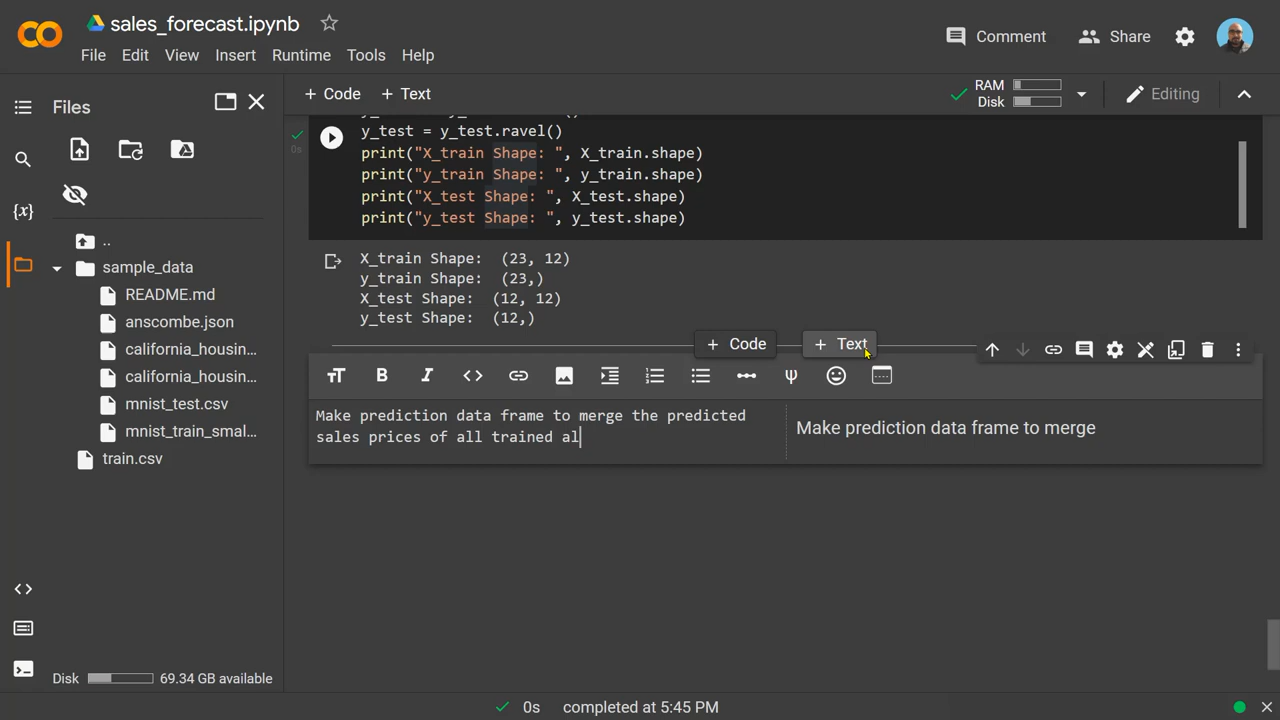 sales_forecast.ipynb
Comment
Share
File Edit View Insert Runtime Tools Help
Files
+ Code + Text
RAM
Disk
Editing
y_test = y_test.ravel()
print("X_train Shape: ", X_train.shape)
print("y_train Shape: ", y_train.shape)
print("X_test Shape: ", X_test.shape)
print("y_test Shape: ", y_test.shape)
0s
{x}
..
sample_data
README.md
anscombe.json
california_housin...
california_housin...
mnist_test.csv
mnist_train_smal...
train.csv
X_train Shape: (23, 12)
y_train Shape: (23,)
X_test Shape: (12, 12)
y_test Shape: (12,)
+ Code + Text
Make prediction data frame to merge the predicted
sales prices of all trained al
Make prediction data frame to merge
Disk 69.34 GB available
0s completed at 5:45 PM